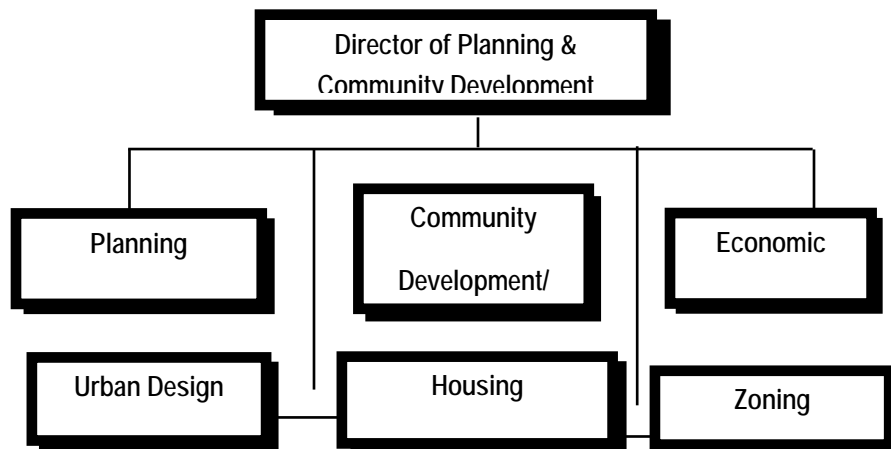 Director of Planning &
Community Development
Planning
Community
Development/
Economic
Urban Design
Housing
Zoning